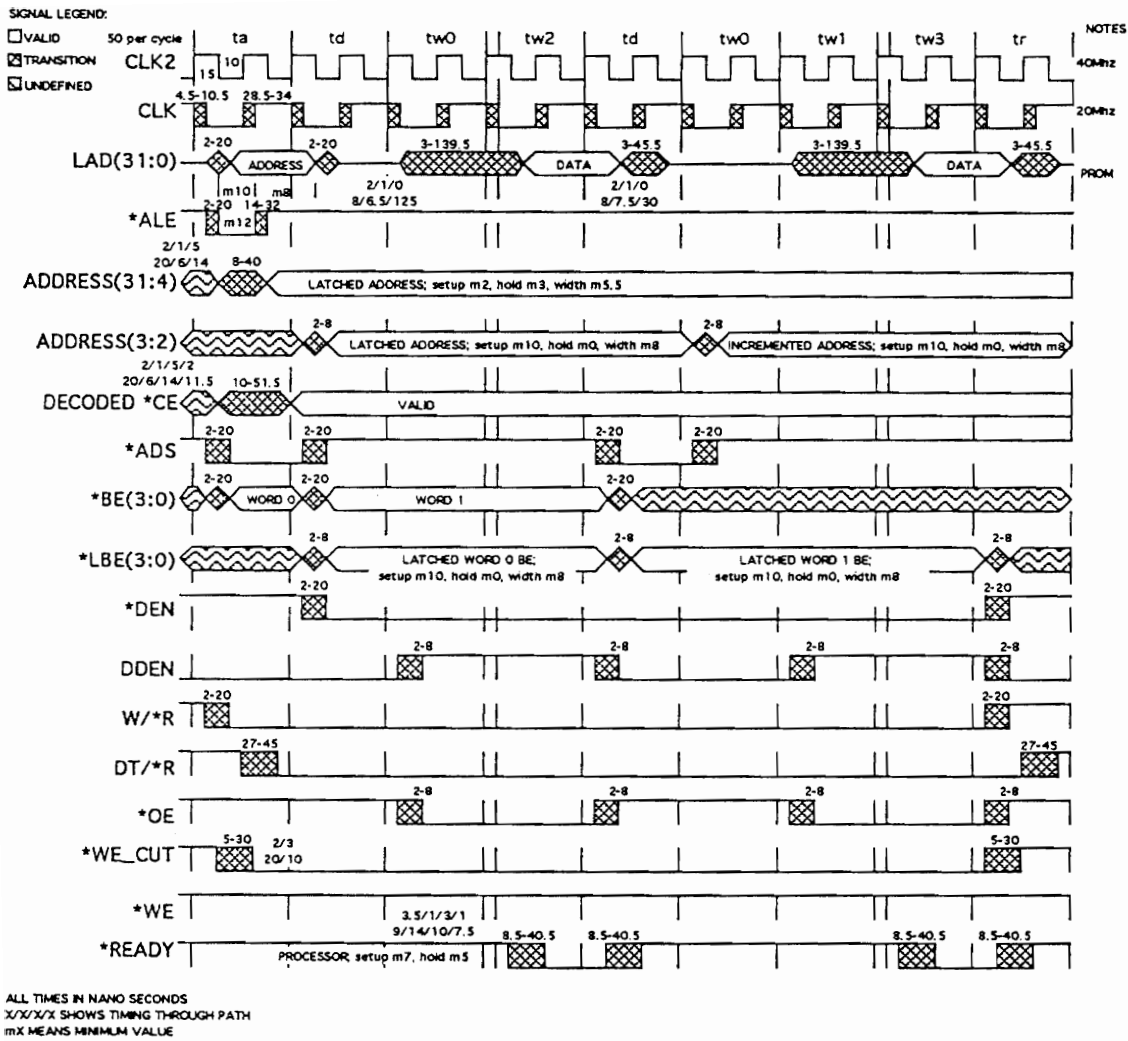 SIGNAL LEGEND:
VALID
TRANSITION
UNDEFINED
50 per cycle ta td tw0 tw2 td tw0 tw1 tw3 tr NOTES
CLK2 15 10 40Mhz
4.5-10.5 28.5-34
CLK 20Mhz
2-20 2-20 3-139.5 3-45.5 3-139.5 3-45.5
LAD(31:0) ADDRESS DATA DATA PROM
m10 m8 2/1/0 2/1/0
2-20 14-32 8/6.5/125 8/7.5/30
*ALE m12
2/1/5
20/6/14 8-40
ADDRESS(31:4) LATCHED ADDRESS; setup m2, hold m3, width m5.5
2-8 2-8
ADDRESS(3:2) LATCHED ADDRESS; setup m10, hold m0, width m8 INCREMENTED ADDRESS; setup m10, hold m0, width m8
2/1/5/2
20/6/14/11.5 10-51.5
DECODED *CE VALID
2-20 2-20 2-20 2-20
*ADS
2-20 2-20 2-20
*BE(3:0) WORD 0 WORD 1
2-8 2-8 2-8
*LBE(3:0) LATCHED WORD 0 BE; LATCHED WORD 1 BE;
setup m10, hold m0, width m8 setup m10, hold m0, width m8
2-20 2-20
*DEN
2-8 2-8 2-8 2-8
DDEN
2-20 2-20
W/*R
27-45 27-45
DT/*R
2-8 2-8 2-8 2-8
*OE
5-30 2/3 5-30
*WE_CUT 20/10
*WE
3.5/1/3/1
9/14/10/7.5 8.5-40.5 8.5-40.5 8.5-40.5 8.5-40.5
*READY PROCESSOR, setup m7, hold m5
ALL TIMES IN NANO SECONDS
X/X/X/X SHOWS TIMING THROUGH PATH
mX MEANS MINIMUM VALUE